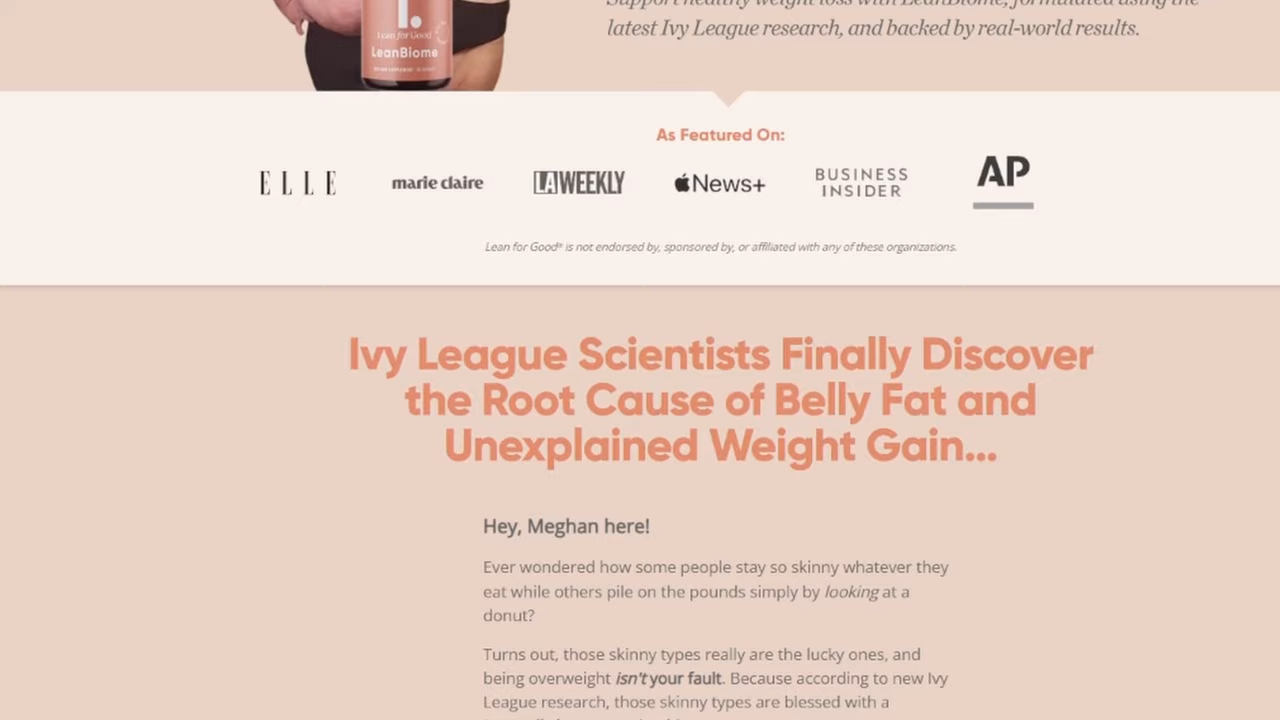 Support healthy weight loss with LeanBiome, formulated using the
latest Ivy League research, and backed by real-world results.
l.
Lean for Good
LeanBiome
As Featured On:
ELLE
marie claire
LA WEEKLY
News+
BUSINESS
INSIDER
AP
Lean for Good® is not endorsed by, sponsored by, or affiliated with any of these organizations.
Ivy League Scientists Finally Discover
the Root Cause of Belly Fat and
Unexplained Weight Gain...
Hey, Meghan here!
Ever wondered how some people stay so skinny whatever they
eat while others pile on the pounds simply by looking at a
donut?
Turns out, those skinny types really are the lucky ones, and
being overweight isn't your fault. Because according to new Ivy
League research, those skinny types are blessed with a